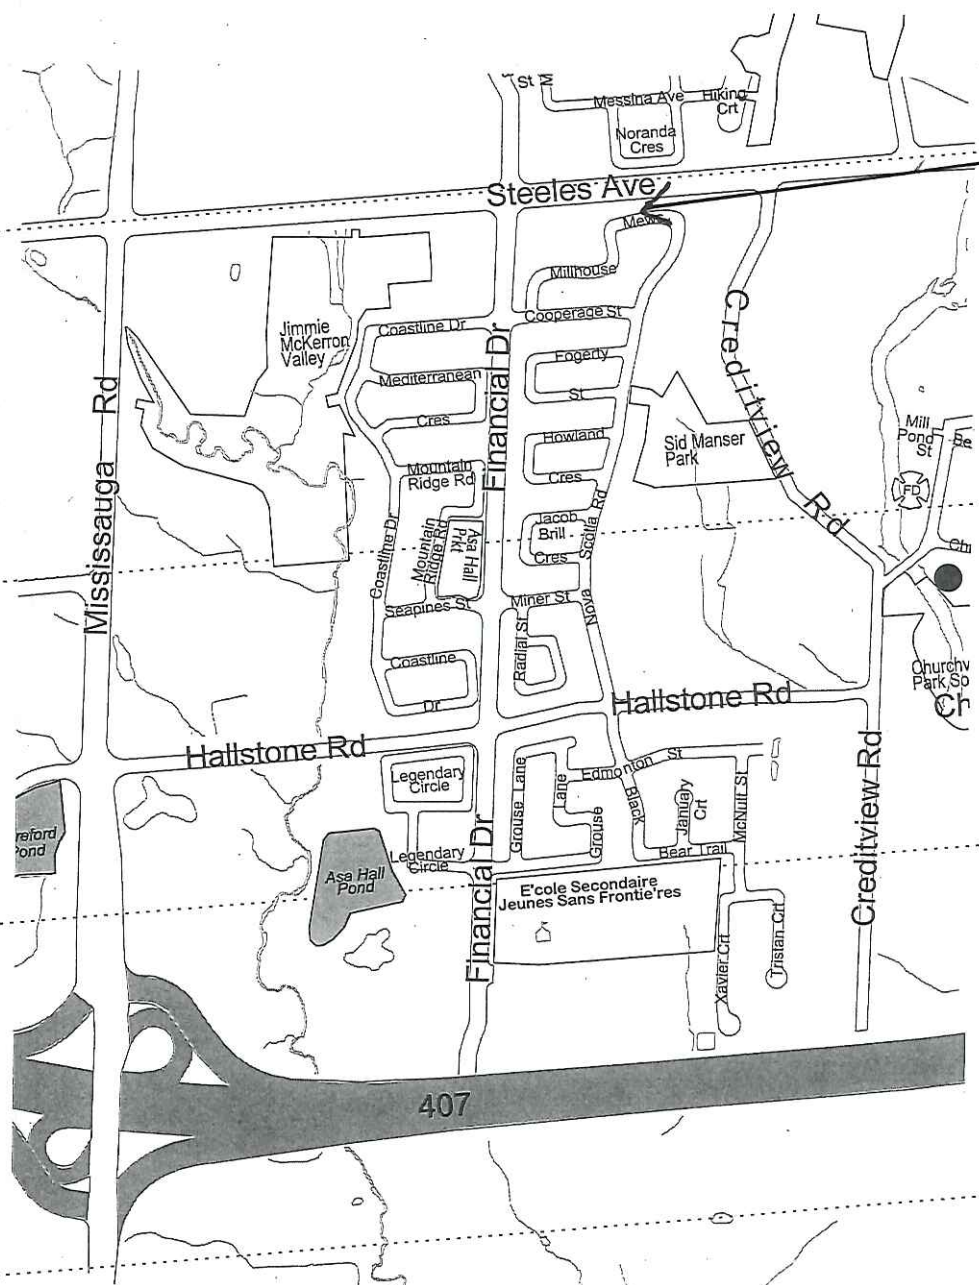 St
M
Messina Ave
Hiking
Crt
Noranda
Cres
Steeles Ave
Mews
Millhouse
Cooperage St
Creditview Rd
Jimmie
McKerron
Valley
Coastline Dr
Financial Dr
Fogerty
St
Mediterranean
Cres
Mississauga Rd
Howland
Cres
Sid Manser
Park
Mill
Pond
St
Be
FD
Mountain
Ridge Rd
Mountain
Ridge Rd
Asa Hall
Prkt
Jacob
Brill
Cres
Nova Scotia Rd
Coastline Dr
Chu
Seapines St
Miner St
Radial St
Coastline
Dr
Churchv
Park,So
Ch
Hallstone Rd
Hallstone Rd
Legendary
Circle
Grouse Lane
Lane
Grouse
Edmonton St
Black
January
Crt
McNutt St
Creditview Rd
Bear Trail
Legendary
Circle
reford
Pond
Asa Hall
Pond
Financial Dr
E'cole Secondaire
Jeunes Sans Frontie'res
Xavier Crt
Tristan Crt
407